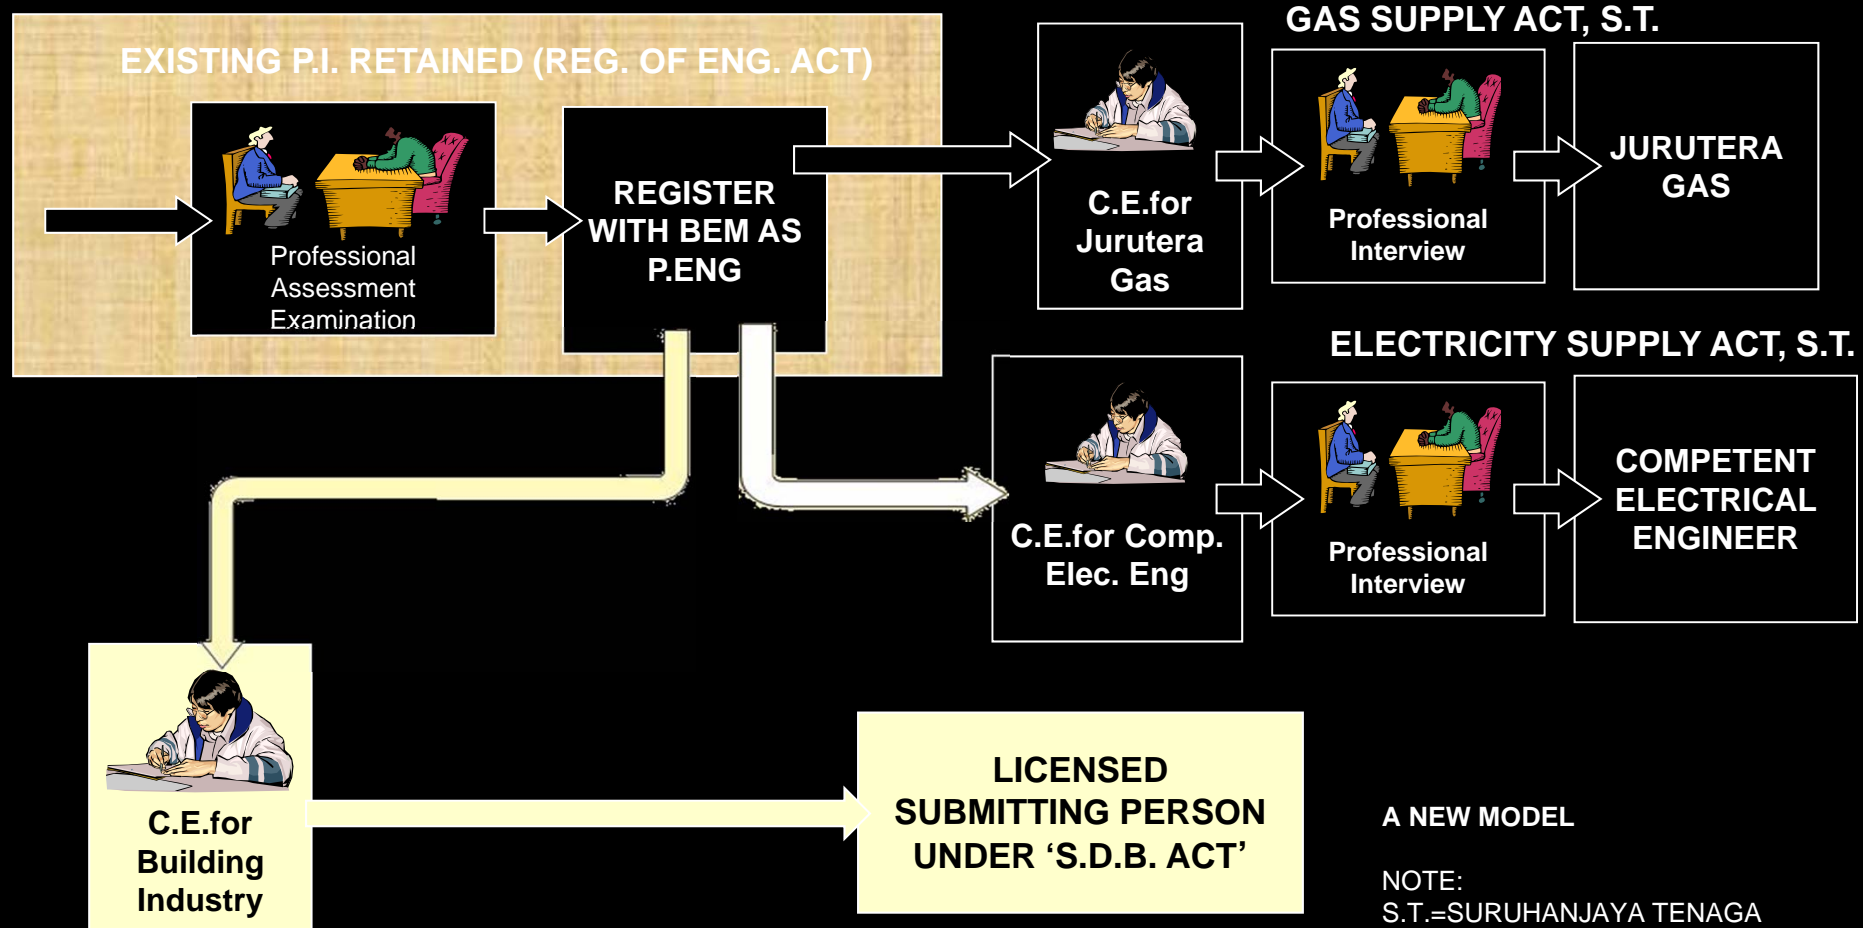 EXISTING P.I. RETAINED (REG. OF ENG. ACT)
Professional
Assessment
Examination
REGISTER
WITH BEM AS
P.ENG
GAS SUPPLY ACT, S.T.
C.E.for
Jurutera
Gas
Professional
Interview
JURUTERA
GAS
ELECTRICITY SUPPLY ACT, S.T.
C.E.for Comp.
Elec. Eng
Professional
Interview
COMPETENT
ELECTRICAL
ENGINEER
C.E.for
Building
Industry
LICENSED
SUBMITTING PERSON
UNDER ‘S.D.B. ACT’
A NEW MODEL
NOTE:
S.T.=SURUHANJAYA TENAGA